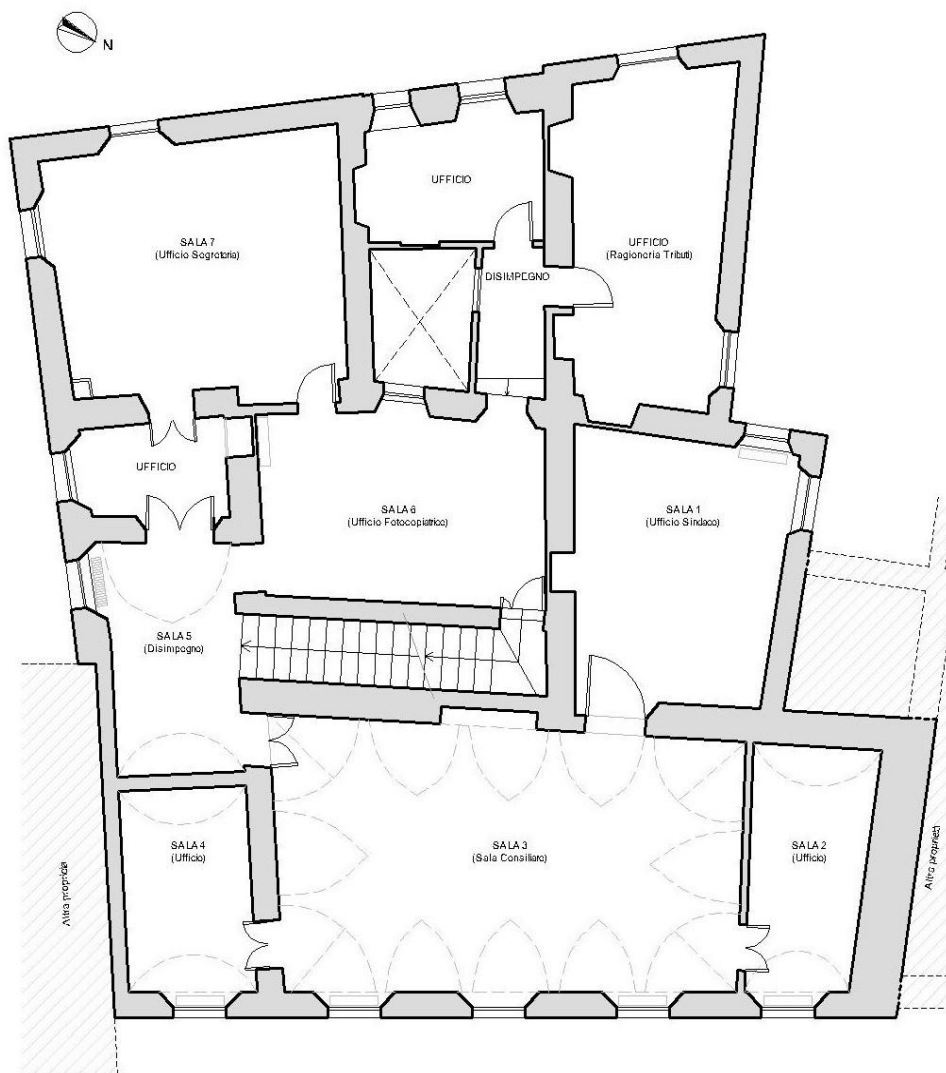 N
UFFICIO
SALA 7
(Ufficio Segreteria)
UFFICIO
(Ragioneria Tributi)
DISIMPEGNO
UFFICIO
SALA 6
(Ufficio Fotocopiatrice)
SALA 1
(Ufficio Sindaco)
SALA 5
(Disimpegno)
SALA 4
(Ufficio)
SALA 3
(Sala Consiliare)
SALA 2
(Ufficio)
Altra proprietà
Altra proprietà